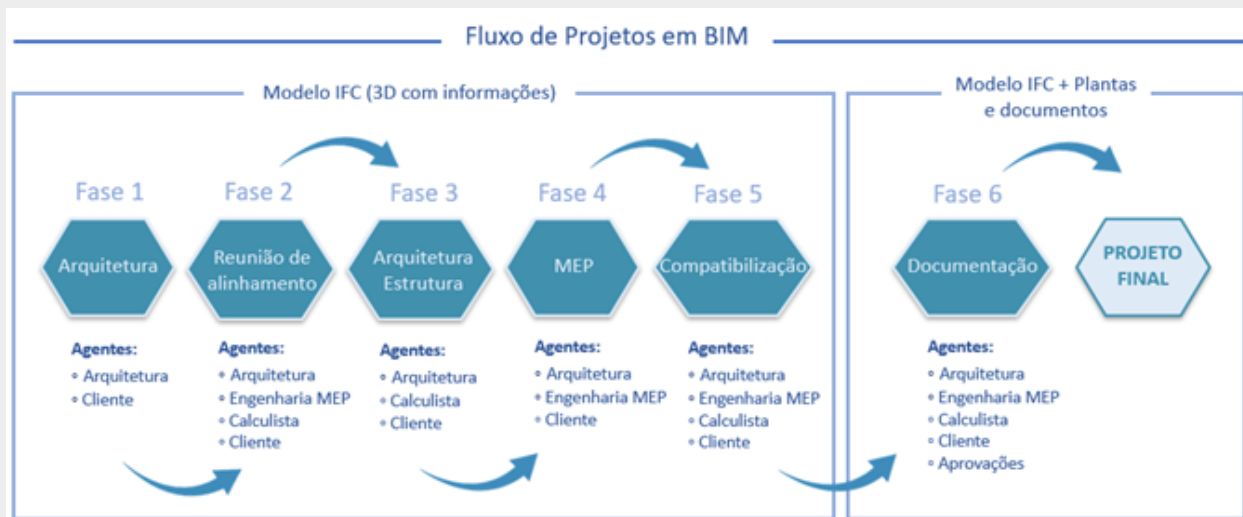 Fluxo de Projetos em BIM
Modelo IFC (3D com informações)
Fase 1
Arquitetura
Agentes:
• Arquitetura
• Cliente
Fase 2
Reunião de
alinhamento
Agentes:
• Arquitetura
• Engenharia MEP
• Calculista
• Cliente
Fase 3
Arquitetura
Estrutura
Agentes:
• Arquitetura
• Calculista
• Cliente
Fase 4
MEP
Agentes:
• Arquitetura
• Engenharia MEP
• Cliente
Fase 5
Compatibilização
Agentes:
• Arquitetura
• Engenharia MEP
• Calculista
• Cliente
Modelo IFC + Plantas
e documentos
Fase 6
Documentação
Agentes:
• Arquitetura
• Engenharia MEP
• Calculista
• Cliente
• Aprovações
PROJETO
FINAL